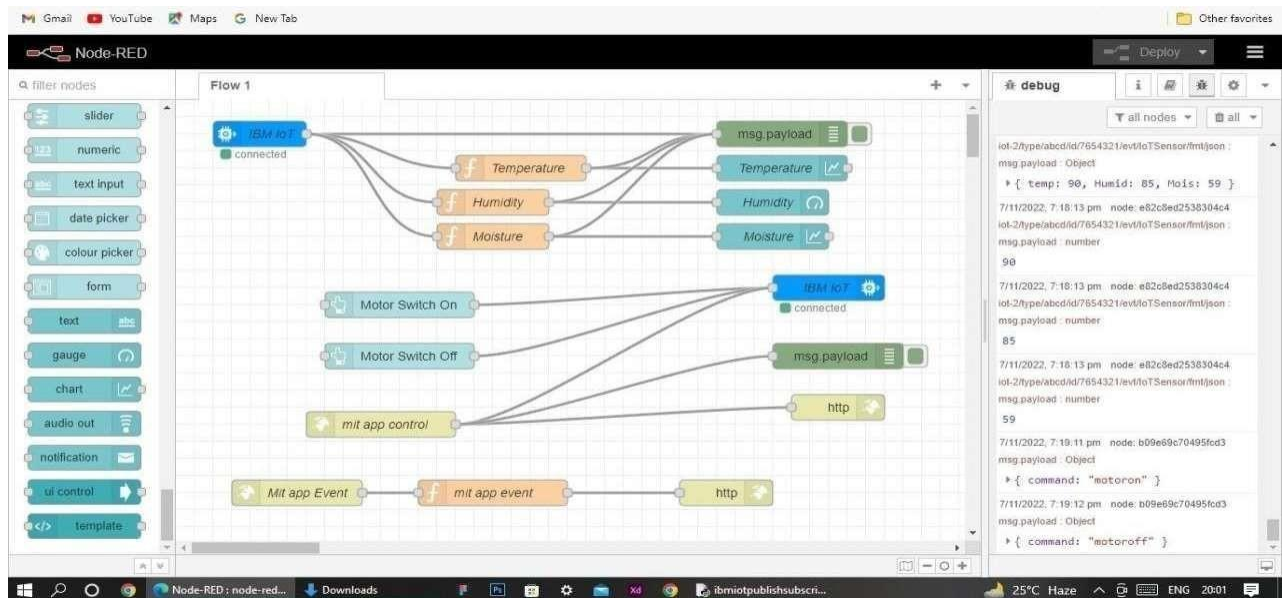 Gmail YouTube Maps New Tab Other favorites
Node-RED Deploy
filter nodes
slider
numeric
text input
date picker
colour picker
form
text
gauge
chart
audio out
notification
ui control
template
Flow 1
IBM IoT
connected
msg.payload
Temperature Temperature
Humidity Humidity
Moisture Moisture
IBM IoT
connected
Motor Switch On
Motor Switch Off
msg.payload
mit app control
http
Mit app Event mit app event http
debug
all nodes all
iot-2/type/abcd/id/7654321/evt/IoTSensor/fmt/json :
msg.payload : Object
{ temp: 90, Humid: 85, Mois: 59 }
7/11/2022, 7:18:13 pm node: e82c8ed2538304c4
iot-2/type/abcd/id/7654321/evt/IoTSensor/fmt/json :
msg.payload : number
90
7/11/2022, 7:18:13 pm node: e82c8ed2538304c4
iot-2/type/abcd/id/7654321/evt/IoTSensor/fmt/json :
msg.payload : number
85
7/11/2022, 7:18:13 pm node: e82c8ed2538304c4
iot-2/type/abcd/id/7654321/evt/IoTSensor/fmt/json :
msg.payload : number
59
7/11/2022, 7:19:11 pm node: b09e69c70495fcd3
msg.payload : Object
{ command: "motoron" }
7/11/2022, 7:19:12 pm node: b09e69c70495fcd3
msg.payload : Object
{ command: "motoroff" }
Node-RED : node-red... Downloads ibmiotpublishsubscri... 25°C Haze ENG 20:01